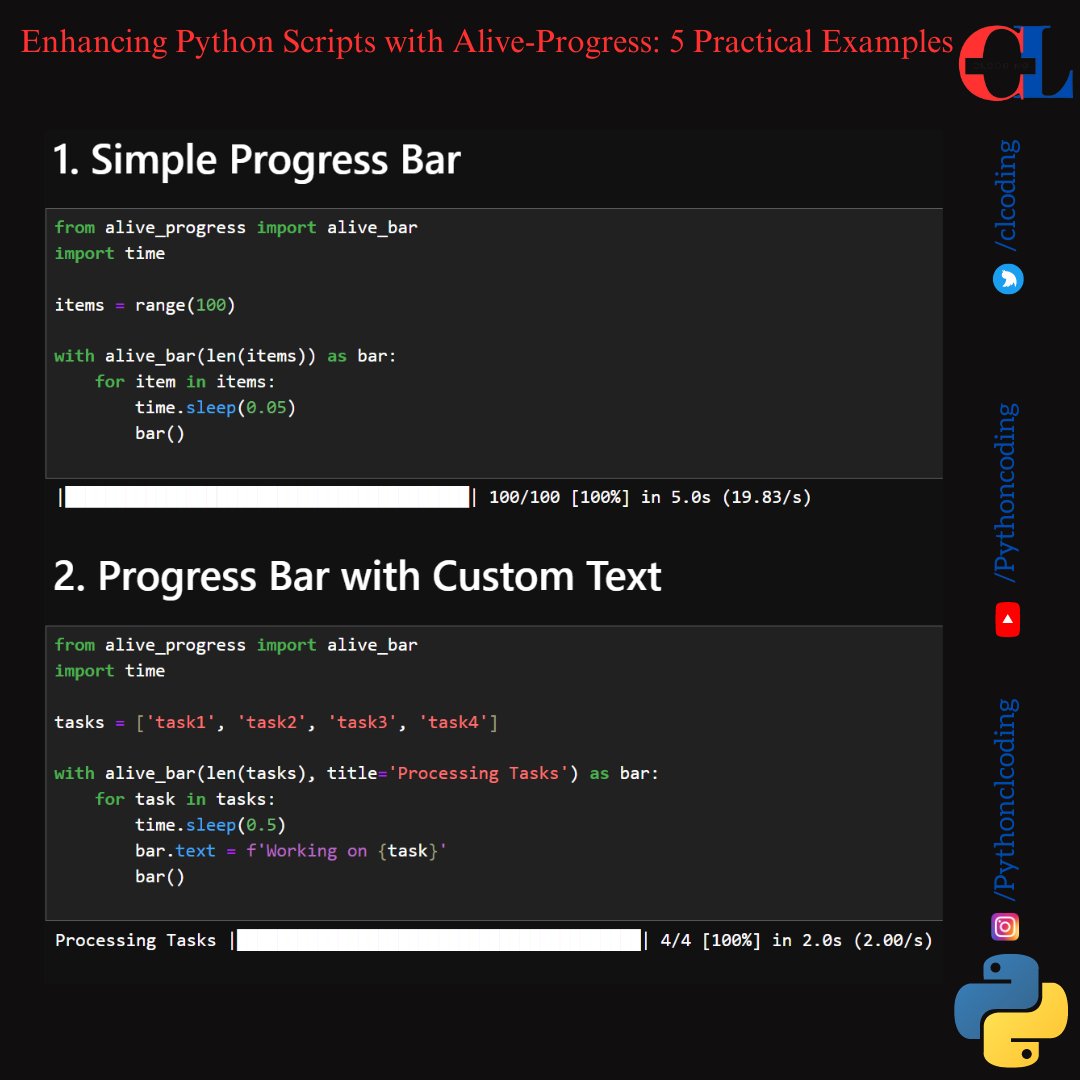 Enhancing Python Scripts with Alive-Progress: 5 Practical Examples
CL
1. Simple Progress Bar
from alive_progress import alive_bar
import time
items = range(100)
with alive_bar(len(items)) as bar:
    for item in items:
        time.sleep(0.05)
        bar()
|████████████████████████████████████████| 100/100 [100%] in 5.0s (19.83/s)
2. Progress Bar with Custom Text
from alive_progress import alive_bar
import time
tasks = ['task1', 'task2', 'task3', 'task4']
with alive_bar(len(tasks), title='Processing Tasks') as bar:
    for task in tasks:
        time.sleep(0.5)
        bar.text = f'Working on {task}'
        bar()
Processing Tasks |████████████████████████████████████████| 4/4 [100%] in 2.0s (2.00/s)
/clcoding
/Pythoncoding
/Pythonclcoding